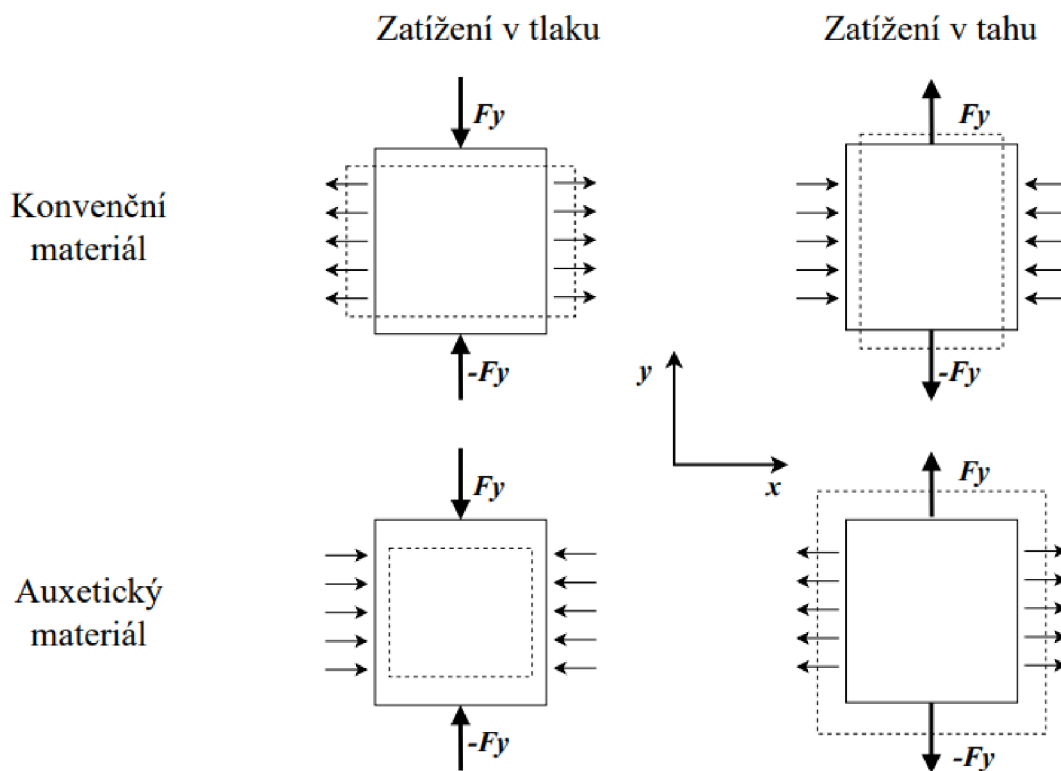 Zatížení v tlaku
Zatížení v tahu
Fy
Fy
Konvenční
materiál
-Fy
-Fy
y
x
Fy
Fy
Auxetický
materiál
-Fy
-Fy